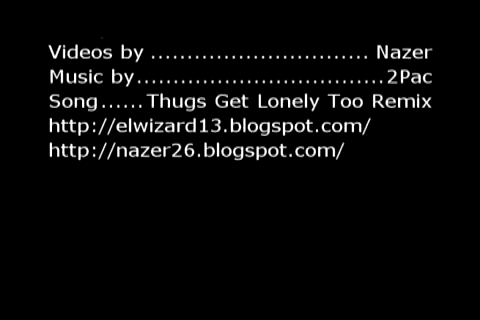 Videos by .............................. Nazer
Music by..................................2Pac
Song......Thugs Get Lonely Too Remix
http://elwizard13.blogspot.com/
http://nazer26.blogspot.com/